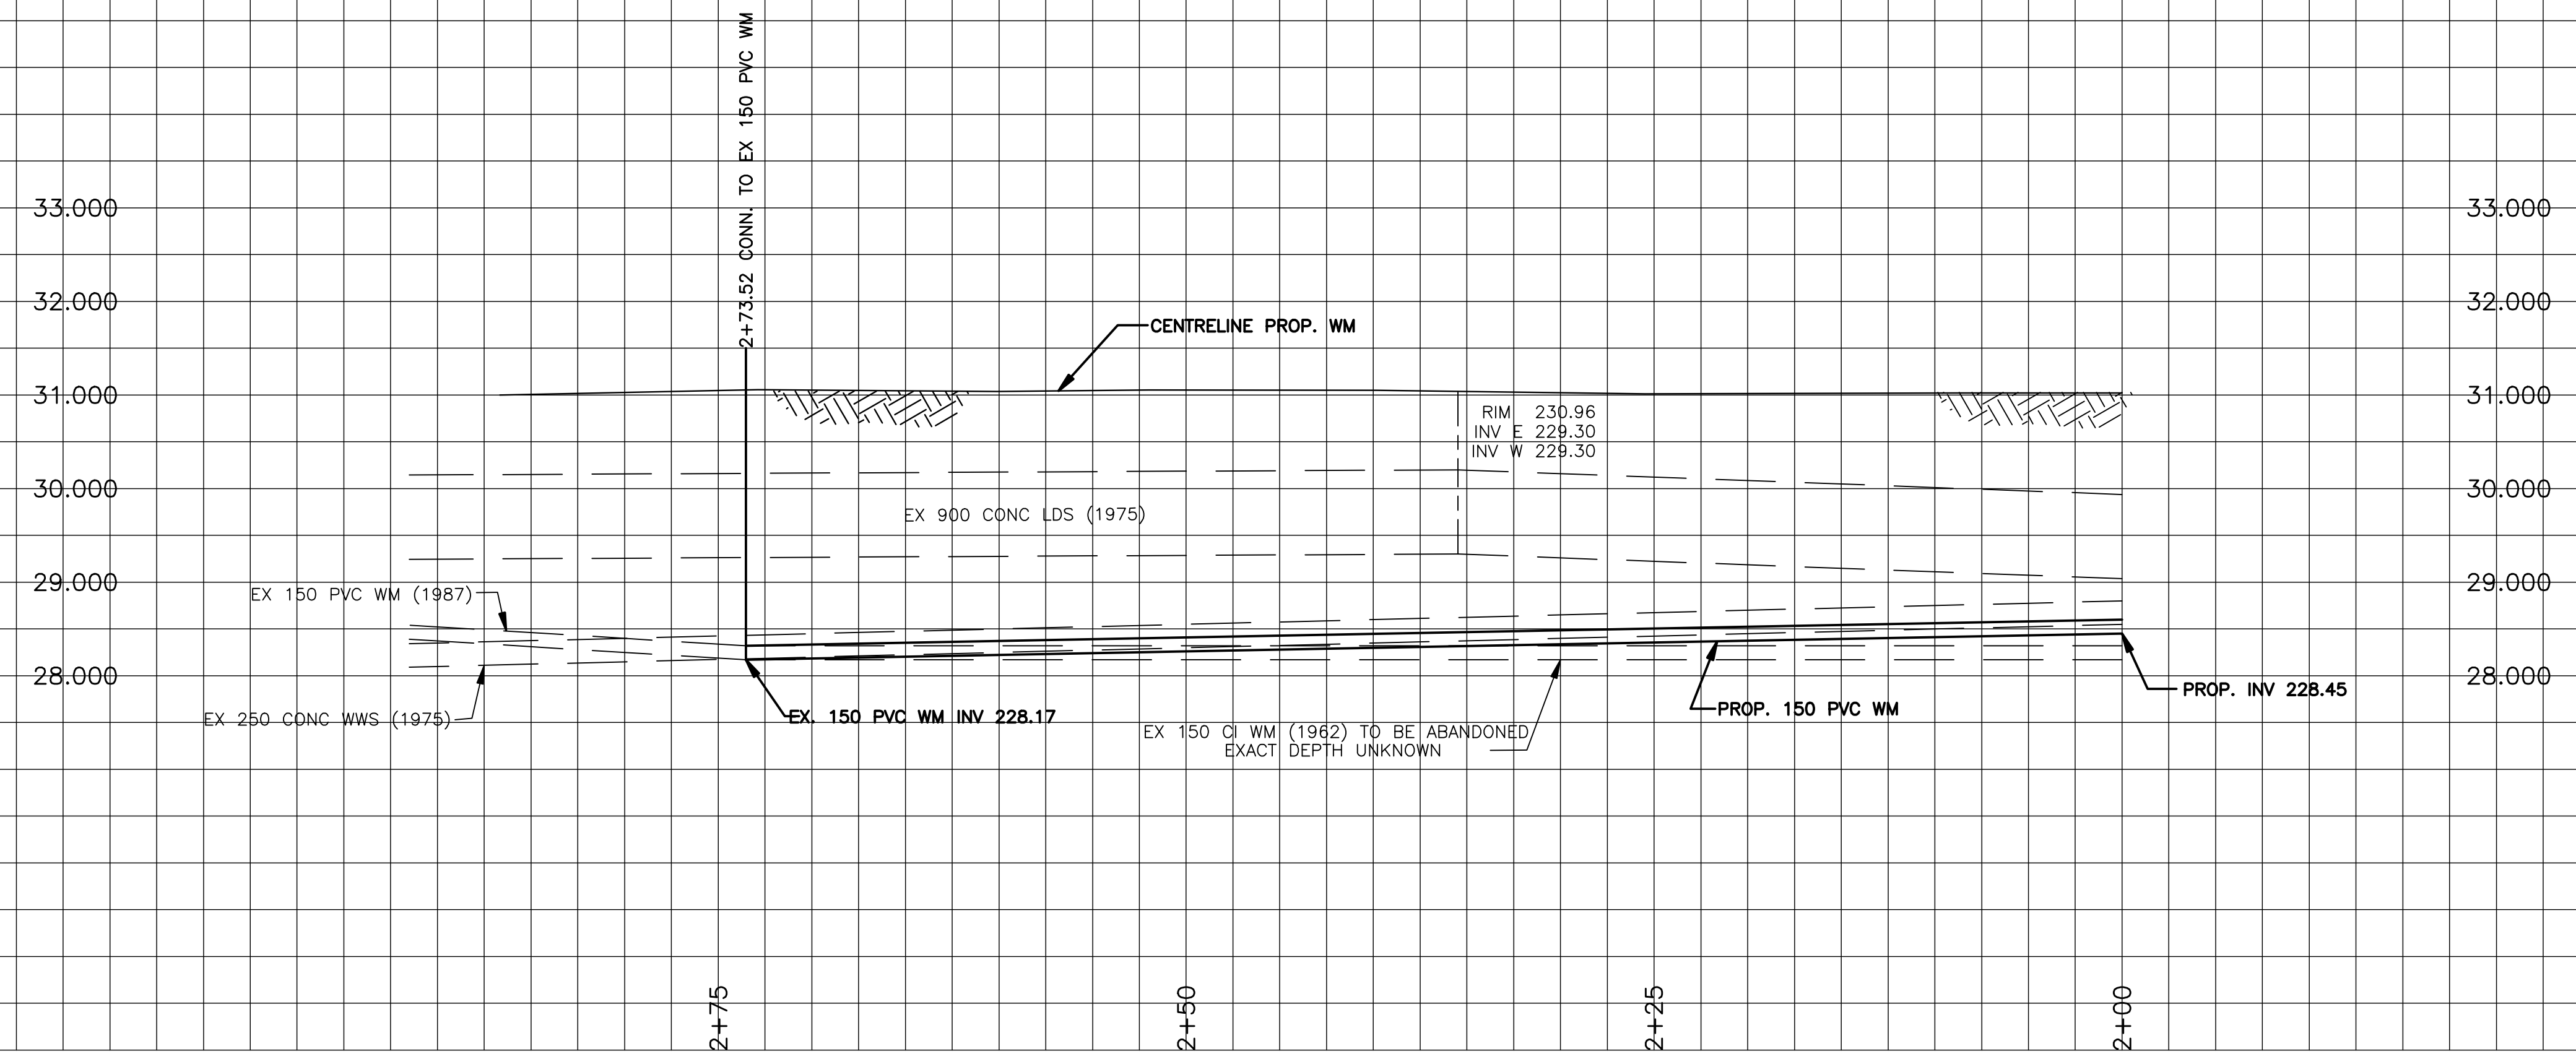 2+73.52 CONN. TO EX 150 PVC WM
33.000
33.000
32.000
32.000
CENTRELINE PROP. WM
31.000
31.000
RIM 230.96
INV E 229.30
INV W 229.30
30.000
30.000
EX 900 CONC LDS (1975)
29.000
29.000
EX 150 PVC WM (1987)
28.000
28.000
PROP. INV 228.45
PROP. 150 PVC WM
EX. 150 PVC WM INV 228.17
EX 250 CONC WWS (1975)
EX 150 CI WM (1962) TO BE ABANDONED
EXACT DEPTH UNKNOWN
2+75
2+50
2+25
2+00